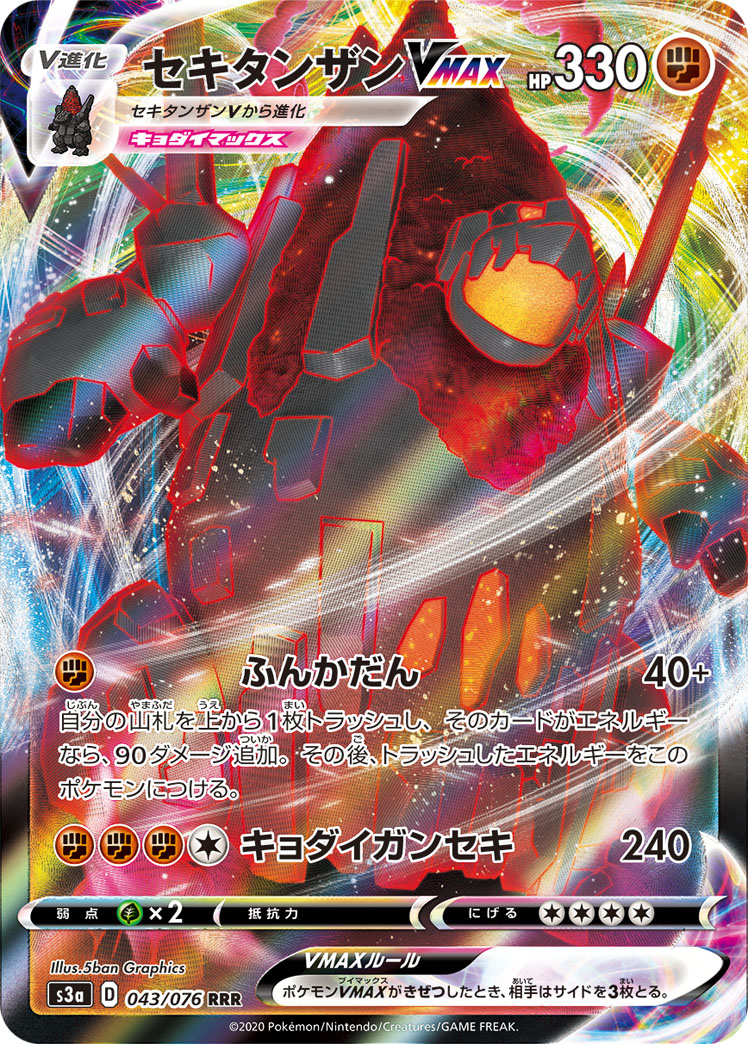 V進化
セキタンザンVMAX HP330
セキタンザンVから進化
キョダイマックス
ふんかだん 40+
自分の山札を上から1枚トラッシュし、そのカードがエネルギー
なら、90ダメージ追加。その後、トラッシュしたエネルギーをこの
ポケモンにつける。
キョダイガンセキ 240
弱点 ×2 抵抗力 にげる
Illus.5ban Graphics
VMAXルール
s3a D 043/076 RRR
ポケモンVMAXがきぜつしたとき、相手はサイドを3枚とる。
©2020 Pokémon/Nintendo/Creatures/GAME FREAK.